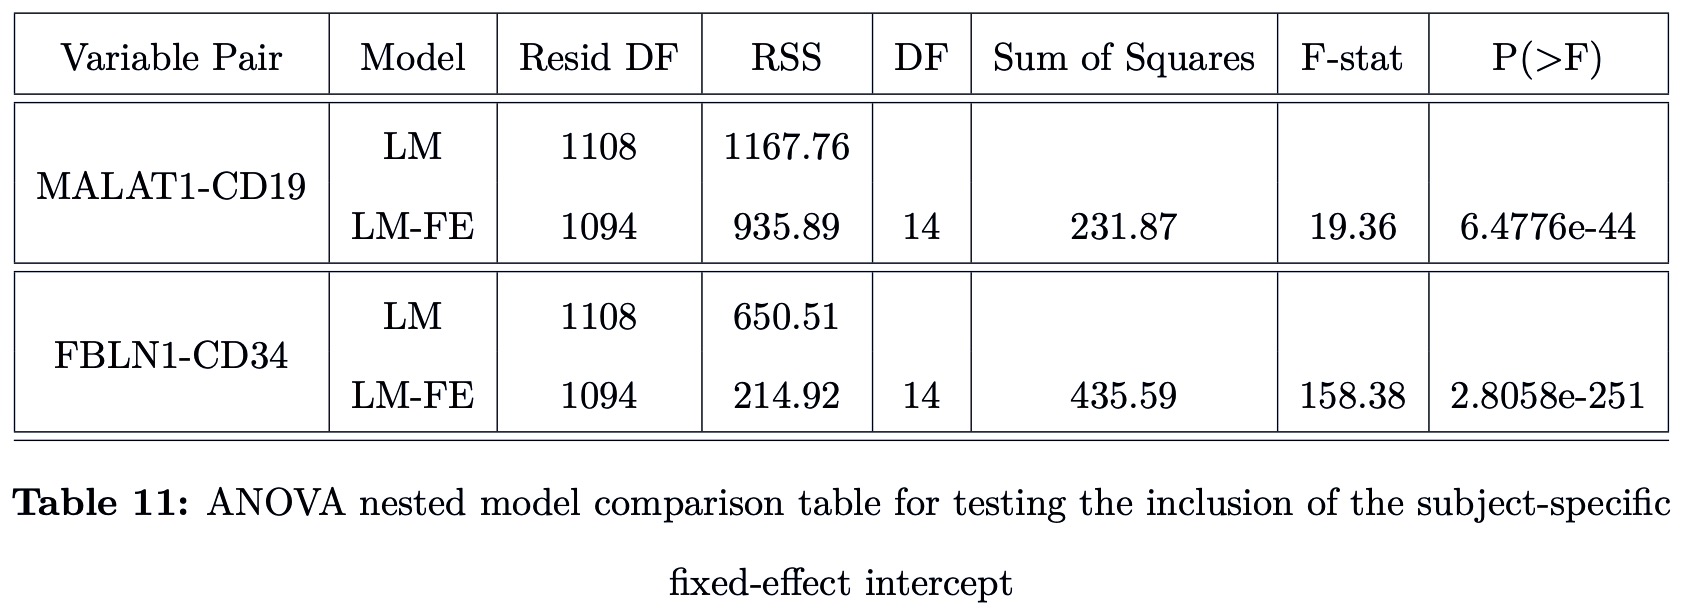 Variable Pair Model Resid DF RSS DF Sum of Squares F-stat P(>F)
LM 1108 1167.76
MALAT1-CD19
LM-FE 1094 935.89 14 231.87 19.36 6.4776e-44
LM 1108 650.51
FBLN1-CD34
LM-FE 1094 214.92 14 435.59 158.38 2.8058e-251
Table 11: ANOVA nested model comparison table for testing the inclusion of the subject-specific
fixed-effect intercept